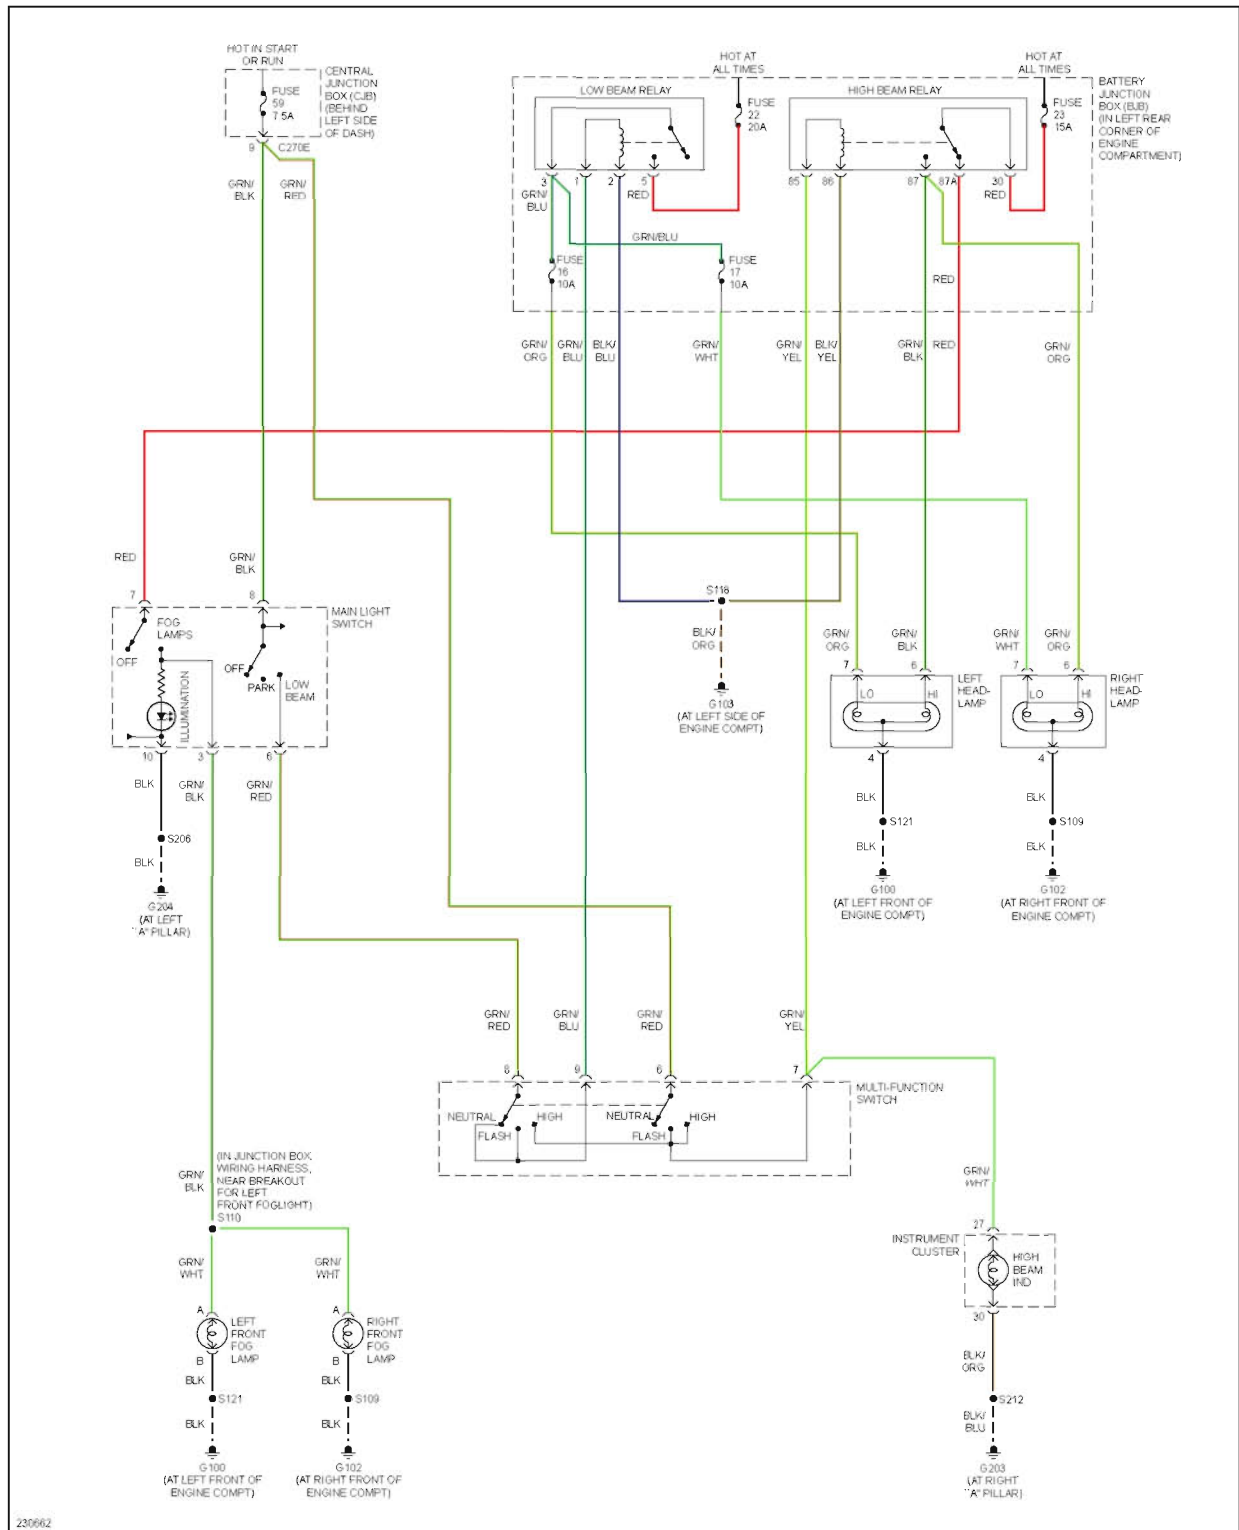 HOT IN START
OR RUN
CENTRAL
JUNCTION
BOX (CJB)
(BEHIND
LEFT SIDE
OF DASH)
FUSE
59
7.5A
9
C270E
GRN/
BLK
GRN/
RED
HOT AT
ALL TIMES
HOT AT
ALL TIMES
LOW BEAM RELAY
FUSE
22
20A
HIGH BEAM RELAY
FUSE
23
15A
BATTERY
JUNCTION
BOX (BJB)
(IN LEFT REAR
CORNER OF
ENGINE
COMPARTMENT)
3
1
2
5
85
86
87
87A
30
GRN/
BLU
RED
RED
GRN/BLU
FUSE
16
10A
FUSE
17
10A
RED
GRN/
ORG
GRN/
BLU
BLK/
BLU
GRN/
WHT
GRN/
YEL
BLK/
YEL
GRN/
BLK
RED
GRN/
ORG
RED
GRN/
BLK
7
8
MAIN LIGHT
SWITCH
FOG
LAMPS
OFF
OFF
PARK
LOW
BEAM
ILLUMINATION
10
3
6
BLK
GRN/
BLK
GRN/
RED
S206
BLK
G204
(AT LEFT
"A" PILLAR)
S116
BLK/
ORG
G103
(AT LEFT SIDE OF
ENGINE COMPT)
GRN/
ORG
GRN/
BLK
GRN/
WHT
GRN/
ORG
7
6
7
6
LEFT
HEAD-
LAMP
RIGHT
HEAD-
LAMP
LO
HI
LO
HI
4
4
BLK
BLK
S121
S109
BLK
BLK
G100
(AT LEFT FRONT OF
ENGINE COMPT)
G102
(AT RIGHT FRONT OF
ENGINE COMPT)
GRN/
RED
GRN/
BLU
GRN/
RED
GRN/
YEL
8
9
6
7
MULTI-FUNCTION
SWITCH
NEUTRAL
HIGH
NEUTRAL
HIGH
FLASH
FLASH
(IN JUNCTION BOX
WIRING HARNESS,
NEAR BREAKOUT
FOR LEFT
FRONT FOGLIGHT)
S110
GRN/
BLK
GRN/
WHT
GRN/
WHT
A
A
LEFT
FRONT
FOG
LAMP
RIGHT
FRONT
FOG
LAMP
B
B
BLK
BLK
S121
S109
BLK
BLK
G100
(AT LEFT FRONT OF
ENGINE COMPT)
G102
(AT RIGHT FRONT OF
ENGINE COMPT)
GRN/
WHT
27
INSTRUMENT
CLUSTER
HIGH
BEAM
IND
30
BLK/
ORG
S212
BLK/
BLU
G203
(AT RIGHT
"A" PILLAR)
230662